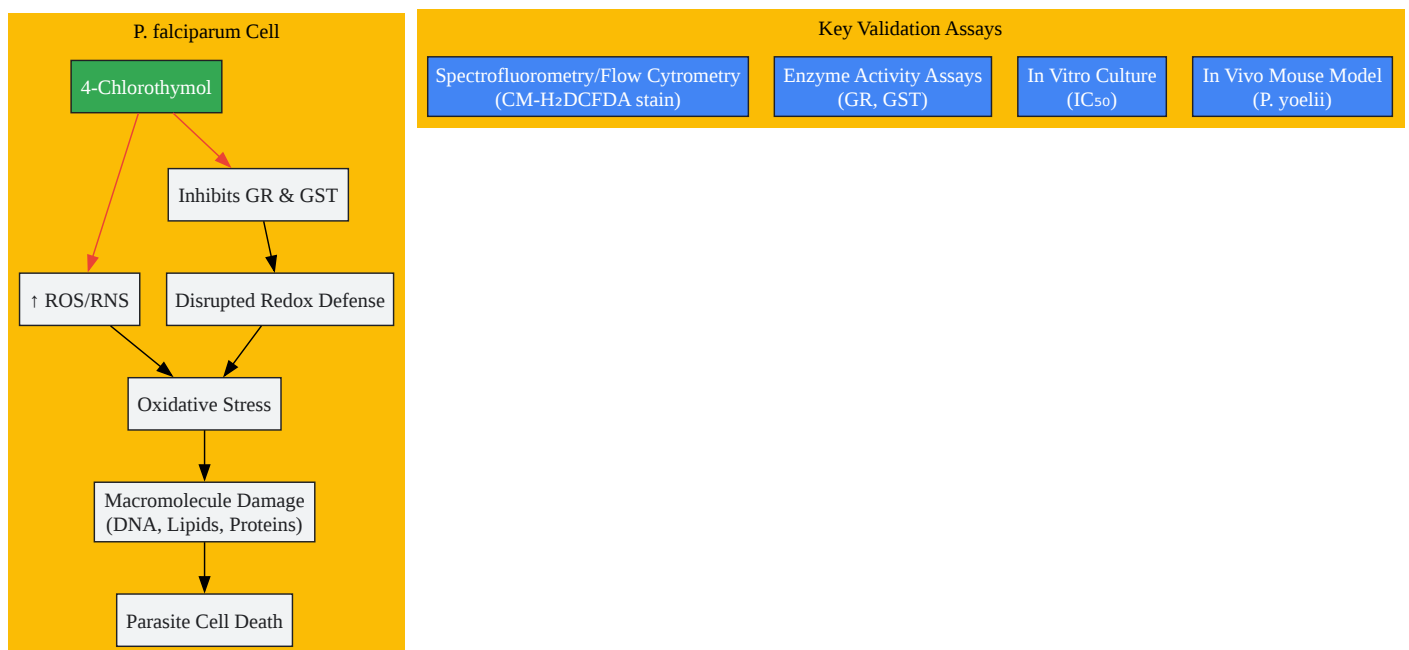 P. falciparum Cell
4-Chlorothymol
Inhibits GR & GST
↑ ROS/RNS
Disrupted Redox Defense
Oxidative Stress
Macromolecule Damage
(DNA, Lipids, Proteins)
Parasite Cell Death
Key Validation Assays
Spectrofluorometry/Flow Cytrometry
(CM-H₂DCFDA stain)
Enzyme Activity Assays
(GR, GST)
In Vitro Culture
(IC₅₀)
In Vivo Mouse Model
(P. yoelii)